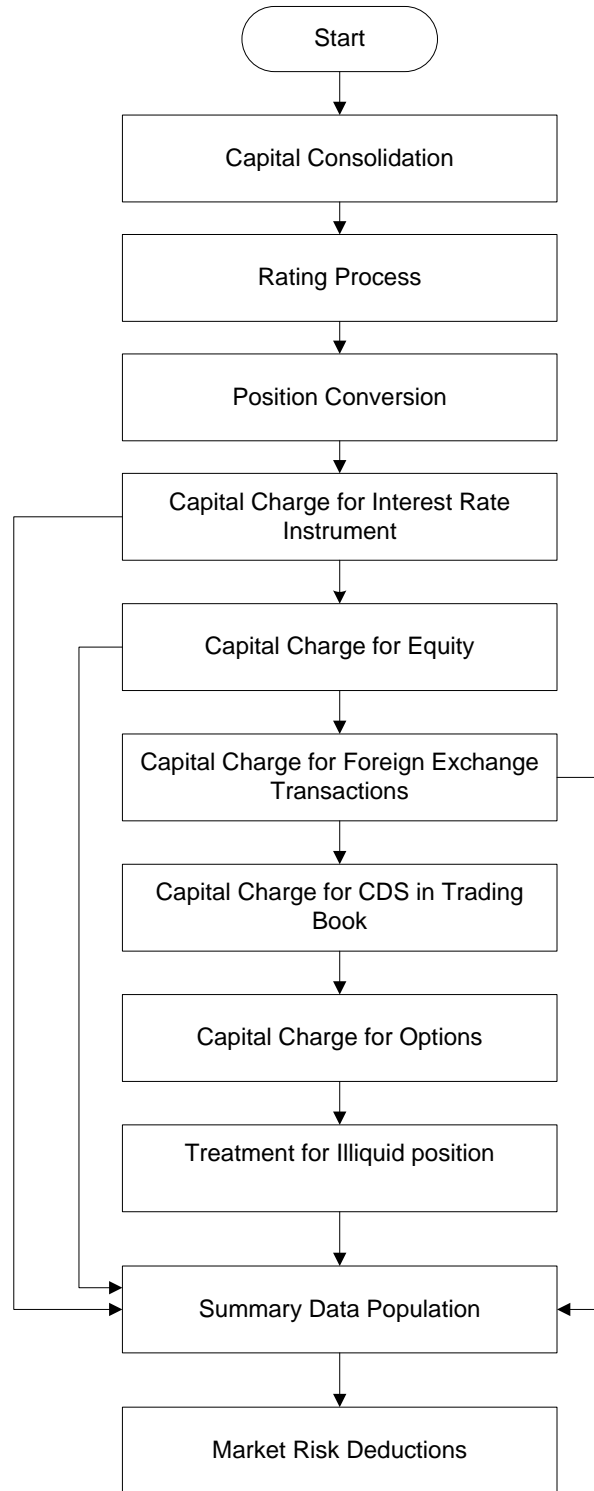 Start
Capital Consolidation
Rating Process
Position Conversion
Capital Charge for Interest Rate
Instrument
Capital Charge for Equity
Capital Charge for Foreign Exchange
Transactions
Capital Charge for CDS in Trading
Book
Capital Charge for Options
Treatment for Illiquid position
Summary Data Population
Market Risk Deductions